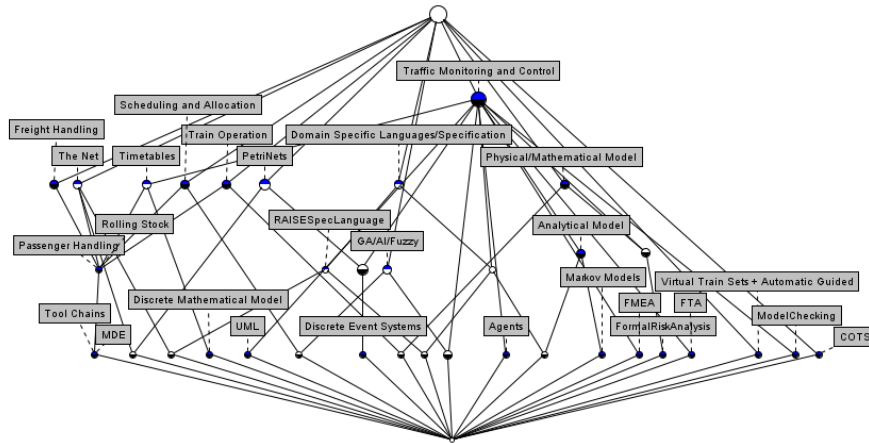 Traffic Monitoring and Control
Scheduling and Allocation
Freight Handling
Train Operation
Domain Specific Languages/Specification
The Net
Timetables
PetriNets
Physical/Mathematical Model
Rolling Stock
RAISESpecLanguage
Analytical Model
Passenger Handling
GA/AI/Fuzzy
Markov Models
Virtual Train Sets + Automatic Guided
Discrete Mathematical Model
FMEA
FTA
Tool Chains
ModelChecking
MDE
UML
Discrete Event Systems
Agents
FormalRiskAnalysis
COTS